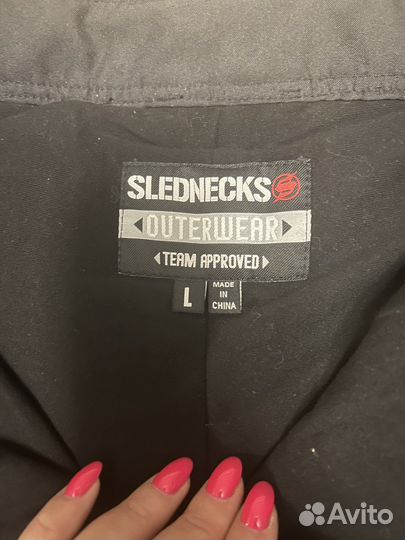 SLEDNECKS
OUTERWEAR
TEAM APPROVED
L
MADE
IN
CHINA
Avito